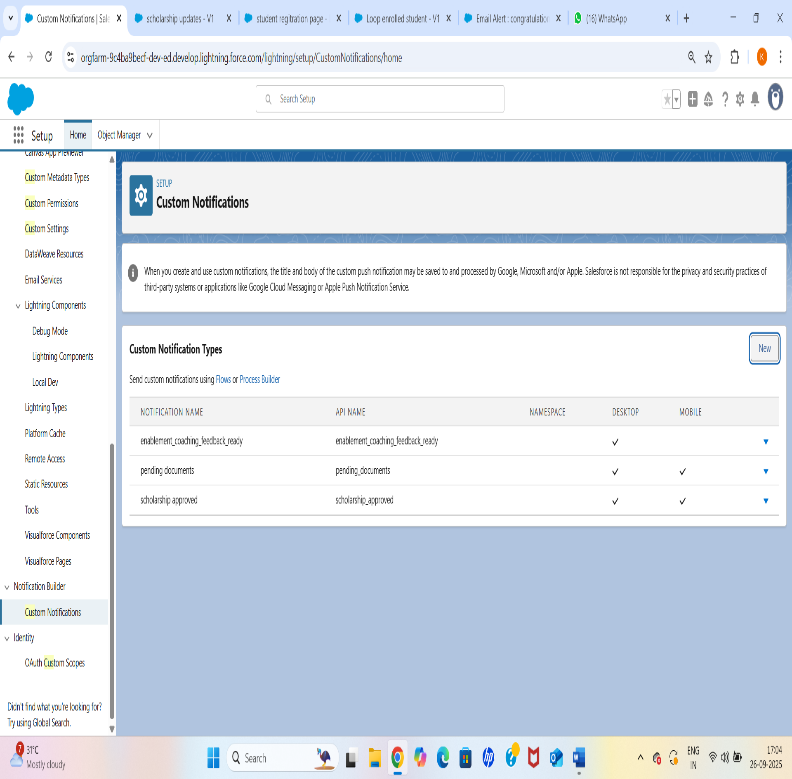 Custom Notifications | Sale
scholarship updates - V1
student regitration page -
Loop enrolled student - V1
Email Alert : congratulation
(16) WhatsApp
orgfarm-9c4ba9becf-dev-ed.develop.lightning.force.com/lightning/setup/CustomNotifications/home
K
Search Setup
Setup
Home
Object Manager
Canvas App Previewer
Custom Metadata Types
Custom Permissions
Custom Settings
DataWeave Resources
Email Services
Lightning Components
Debug Mode
Lightning Components
Local Dev
Lightning Types
Platform Cache
Remote Access
Static Resources
Tools
Visualforce Components
Visualforce Pages
Notification Builder
Custom Notifications
Identity
OAuth Custom Scopes
Didn't find what you're looking for?
Try using Global Search.
SETUP
Custom Notifications
When you create and use custom notifications, the title and body of the custom push notification may be saved to and processed by Google, Microsoft and/or Apple. Salesforce is not responsible for the privacy and security practices of
third-party systems or applications like Google Cloud Messaging or Apple Push Notification Service.
Custom Notification Types
New
Send custom notifications using Flows or Process Builder
NOTIFICATION NAME API NAME NAMESPACE DESKTOP MOBILE
enablement_coaching_feedback_ready enablement_coaching_feedback_ready
pending documents pending_documents
scholarship approved scholarship_approved
7
31°C
Mostly cloudy
Search
ENG
IN
17:04
26-09-2025